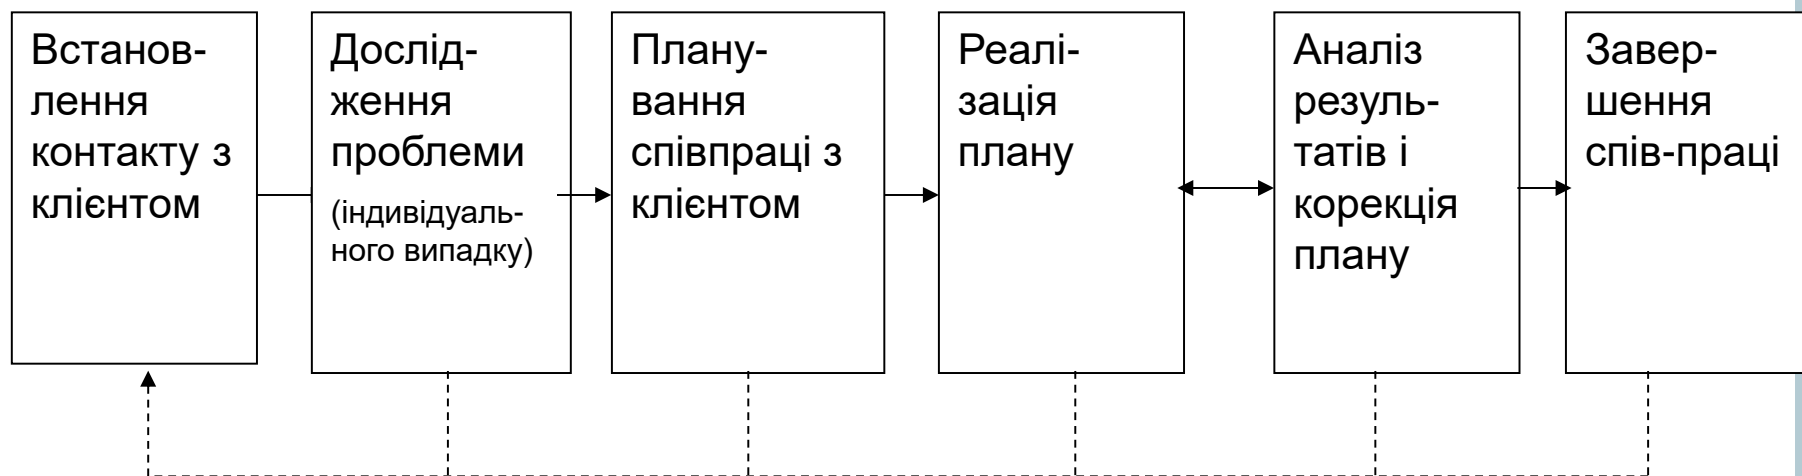 Встанов-
лення
контакту з
клієнтом
Дослід-
ження
проблеми
(індивідуаль-
ного випадку)
Плану-
вання
співпраці з
клієнтом
Реалі-
зація
плану
Аналіз
резуль-
татів і
корекція
плану
Завер-
шення
спів-праці